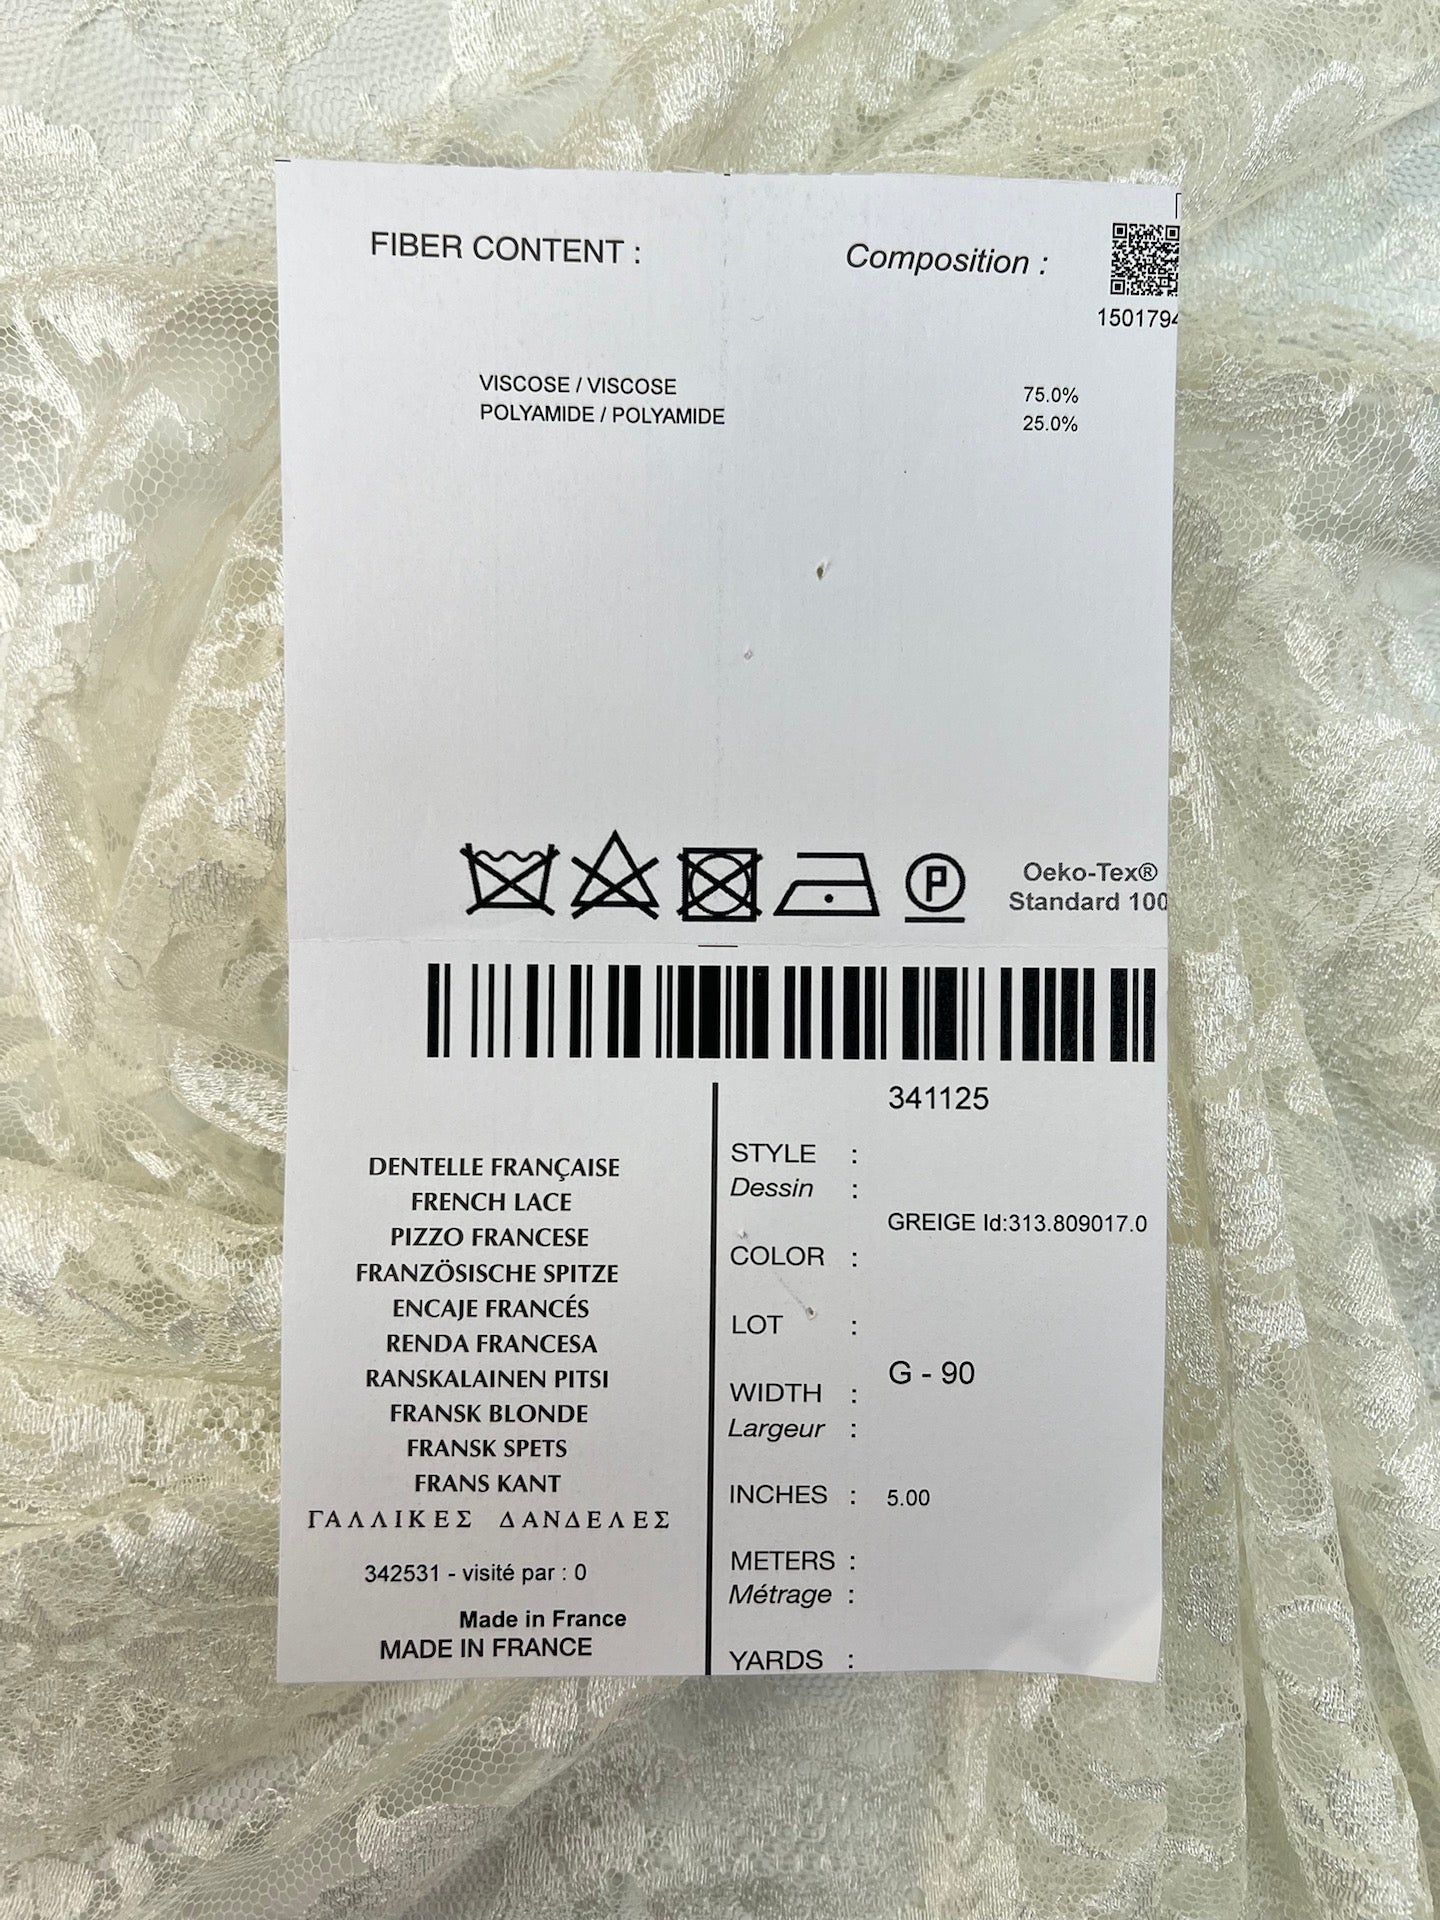 FIBER CONTENT :
Composition :
150179
VISCOSE / VISCOSE 75.0%
POLYAMIDE / POLYAMIDE 25.0%
P
Oeko-Tex®
Standard 100
341125
DENTELLE FRANÇAISE
FRENCH LACE
PIZZO FRANCESE
FRANZÖSISCHE SPITZE
ENCAJE FRANCÉS
RENDA FRANCESA
RANSKALAINEN PITSI
FRANSK BLONDE
FRANSK SPETS
FRANS KANT
ΓΑΛΛΙΚΕΣ ΔΑΝΔΕΛΕΣ
342531 - visité par : 0
Made in France
MADE IN FRANCE
STYLE :
Dessin :
GREIGE Id:313.809017.0
COLOR :
LOT :
G - 90
WIDTH :
Largeur :
INCHES : 5.00
METERS :
Métrage :
YARDS :